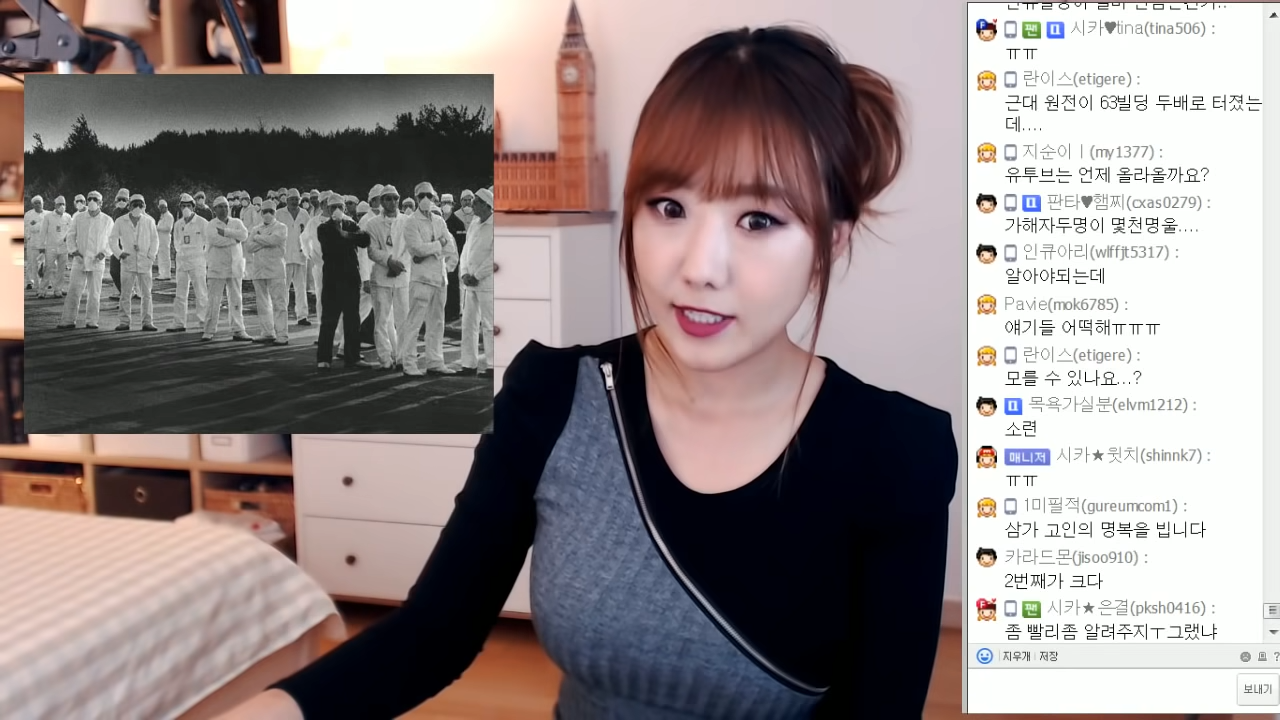 시카♥tina(tina506) :
ㅠㅠ
란이스(etigere) :
근대 원전이 63빌딩 두배로 터졌는
데....
지순이ㅣ(my1377) :
유투브는 언제 올라올까요?
판타♥햄찌(cxas0279) :
가해자두명이 몇천명울....
인큐아리(wlffjt5317) :
알아야되는데
Pavie(mok6785) :
얘기들 어떡해ㅠㅠㅠ
란이스(etigere) :
모를 수 있나요...?
목욕가실분(elvm1212) :
소련
매니저 시카★윗치(shinnk7) :
ㅠㅠ
1미필적(gureumcom1) :
삼가 고인의 명복을 빕니다
카라드몬(jisoo910) :
2번째가 크다
팬 시카★은결(pksh0416) :
좀 빨리좀 알려주지ㅜ그랬냐
지우개 저장
보내기